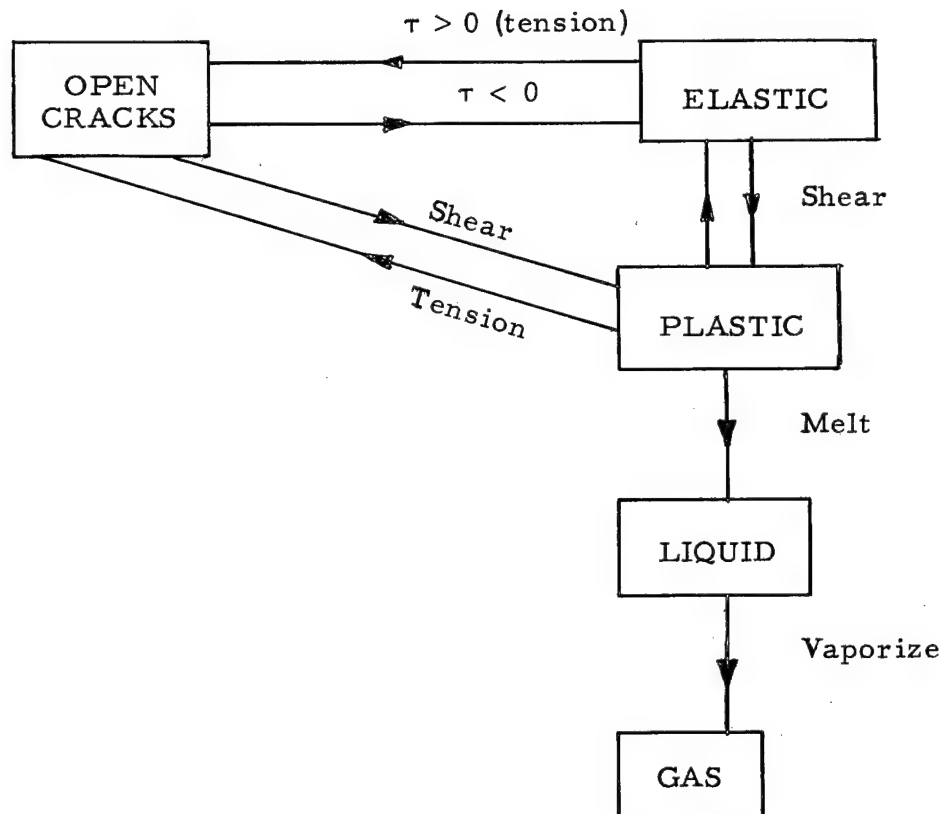 τ > 0 (tension)
OPEN
CRACKS
τ < 0
ELASTIC
Shear
Shear
Tension
PLASTIC
Melt
LIQUID
Vaporize
GAS